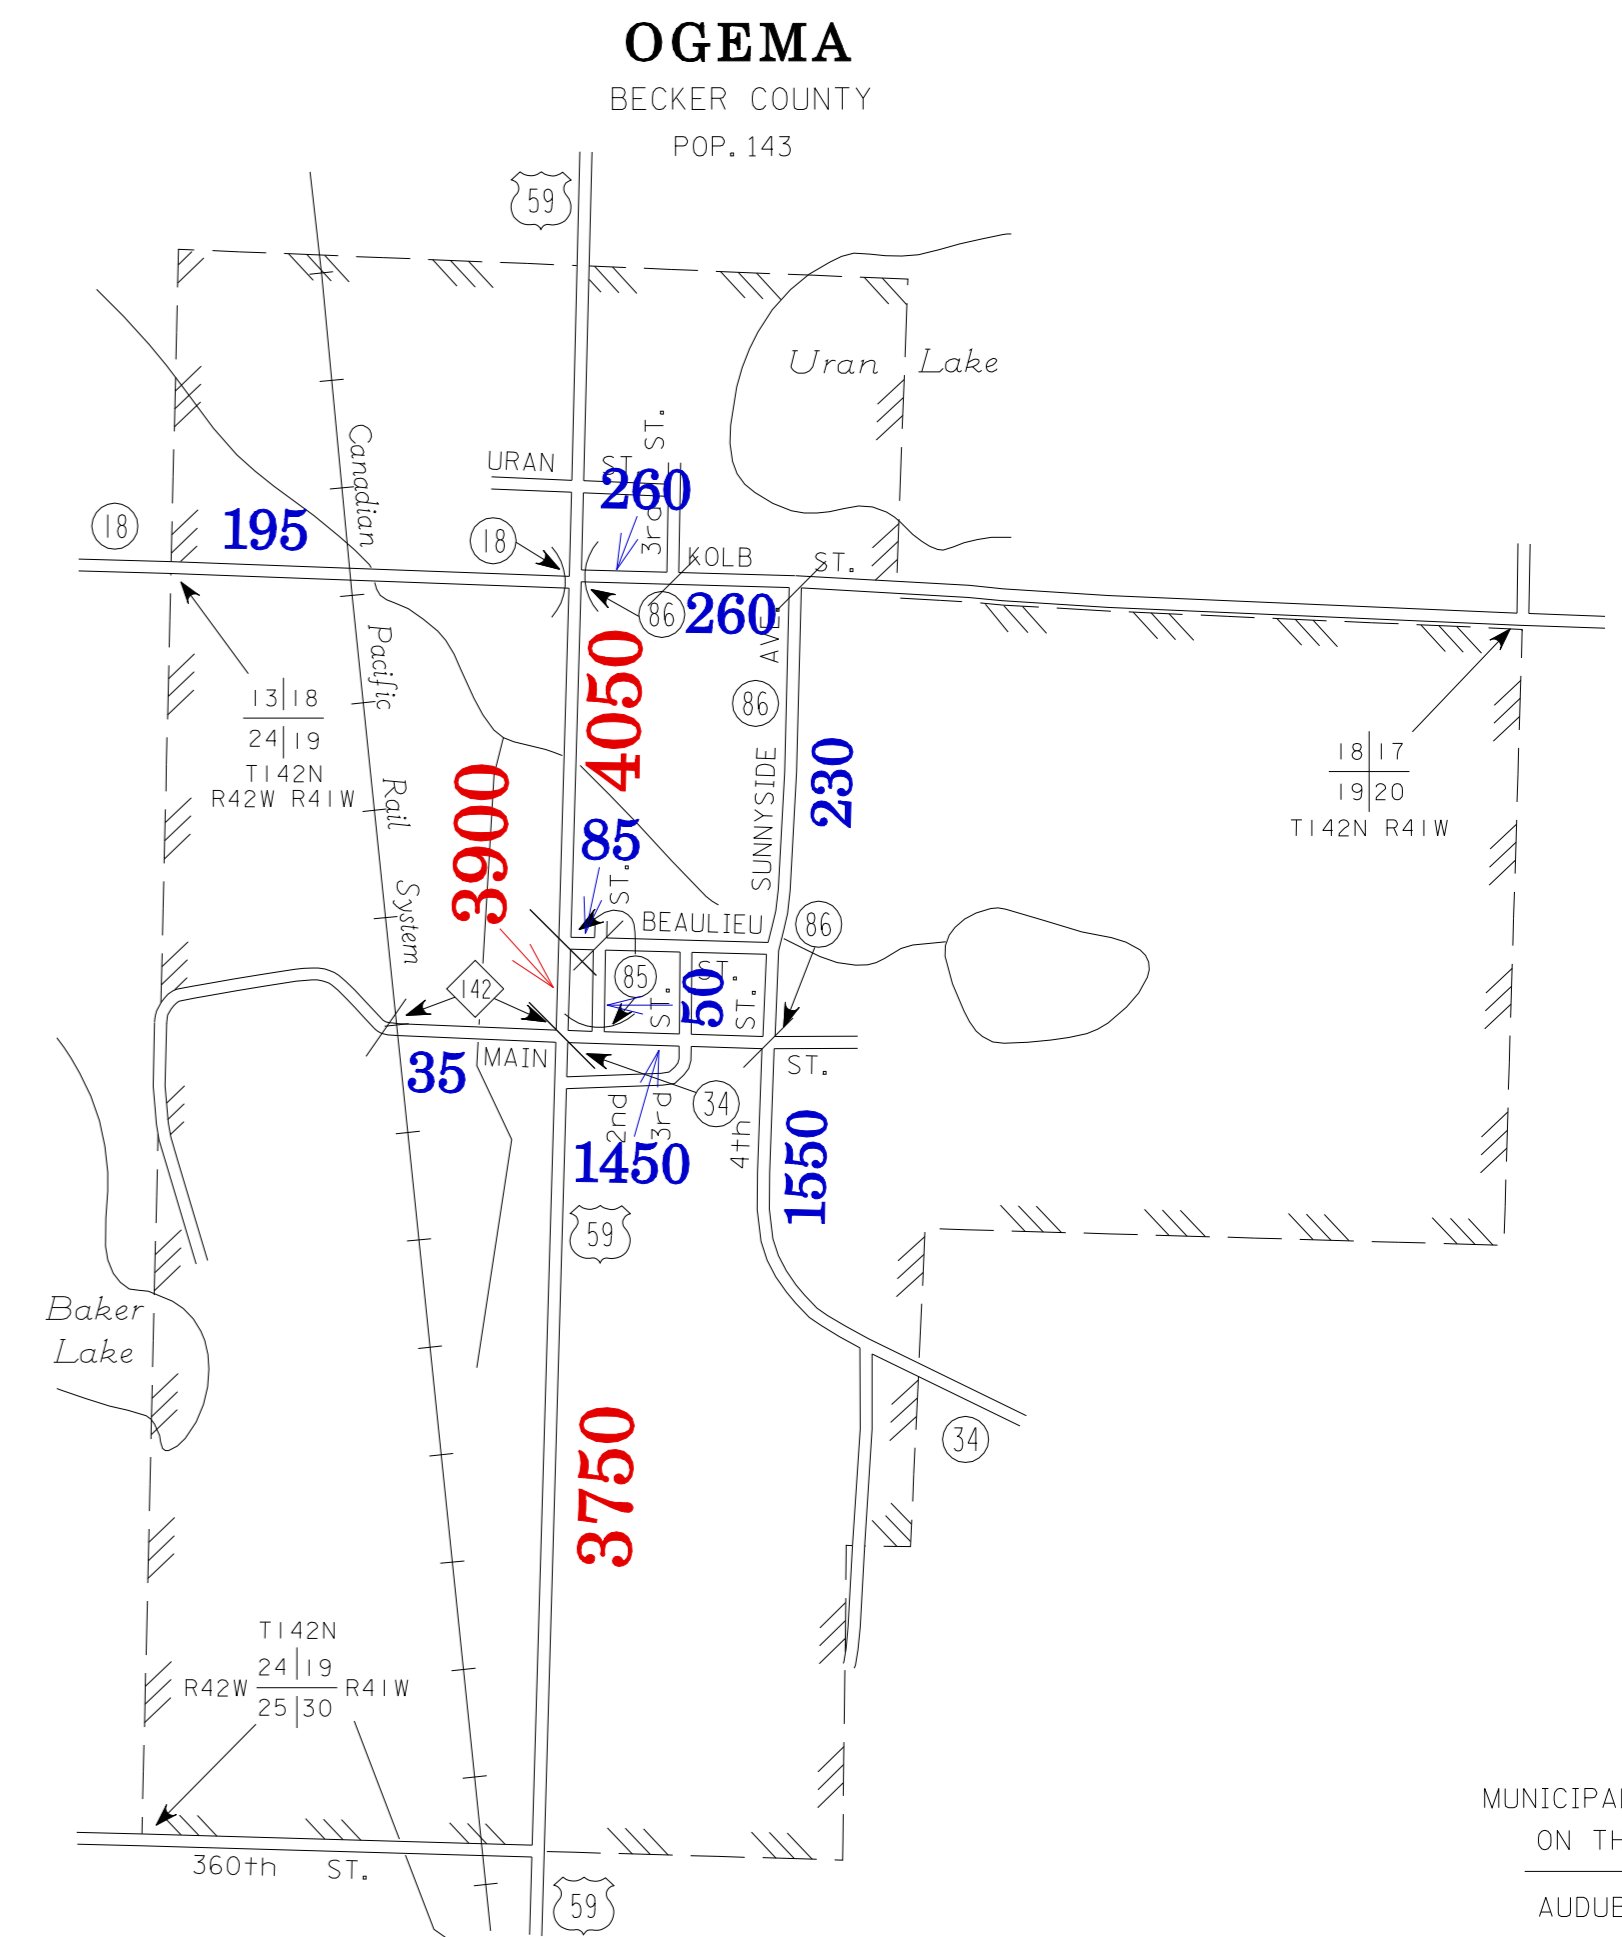 OGEMA
BECKER COUNTY
POP. 143
59
Uran Lake
Canadian Pacific Rail System
URAN ST.
3rd ST.
260
18
195
18
KOLB ST.
86
260
4050
AVE.
SUNNYSIDE
86
230
13|18
24|19
T142N
R42W R41W
18|17
19|20
T142N R41W
3900
85
ST.
BEAULIEU
ST.
86
85
50
142
35
MAIN
ST.
34
2nd
3rd ST.
4th ST.
1450
1550
59
Baker
Lake
3750
34
T142N
24|19
R42W R41W
25|30
360th ST.
59
MUNICIPA
ON TH
AUDUB